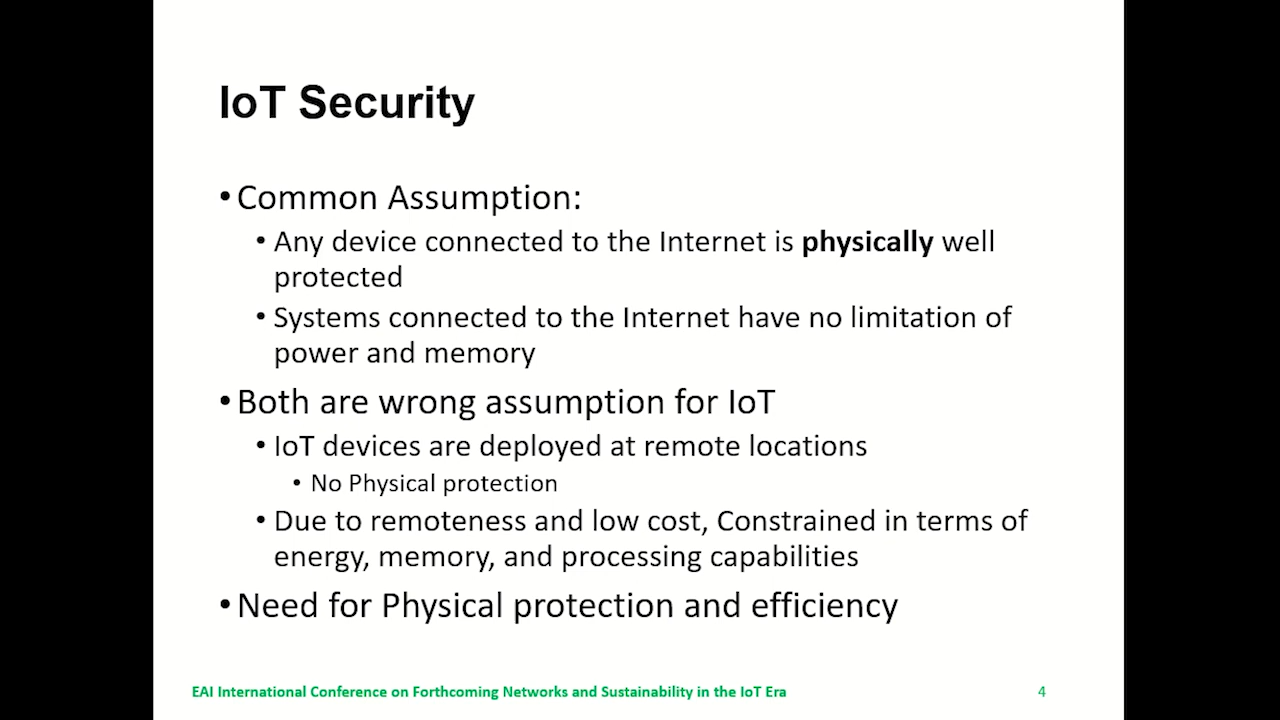 IoT Security
• Common Assumption:
• Any device connected to the Internet is physically well
protected
• Systems connected to the Internet have no limitation of
power and memory
• Both are wrong assumption for IoT
• IoT devices are deployed at remote locations
• No Physical protection
• Due to remoteness and low cost, Constrained in terms of
energy, memory, and processing capabilities
• Need for Physical protection and efficiency
EAI International Conference on Forthcoming Networks and Sustainability in the IoT Era
4